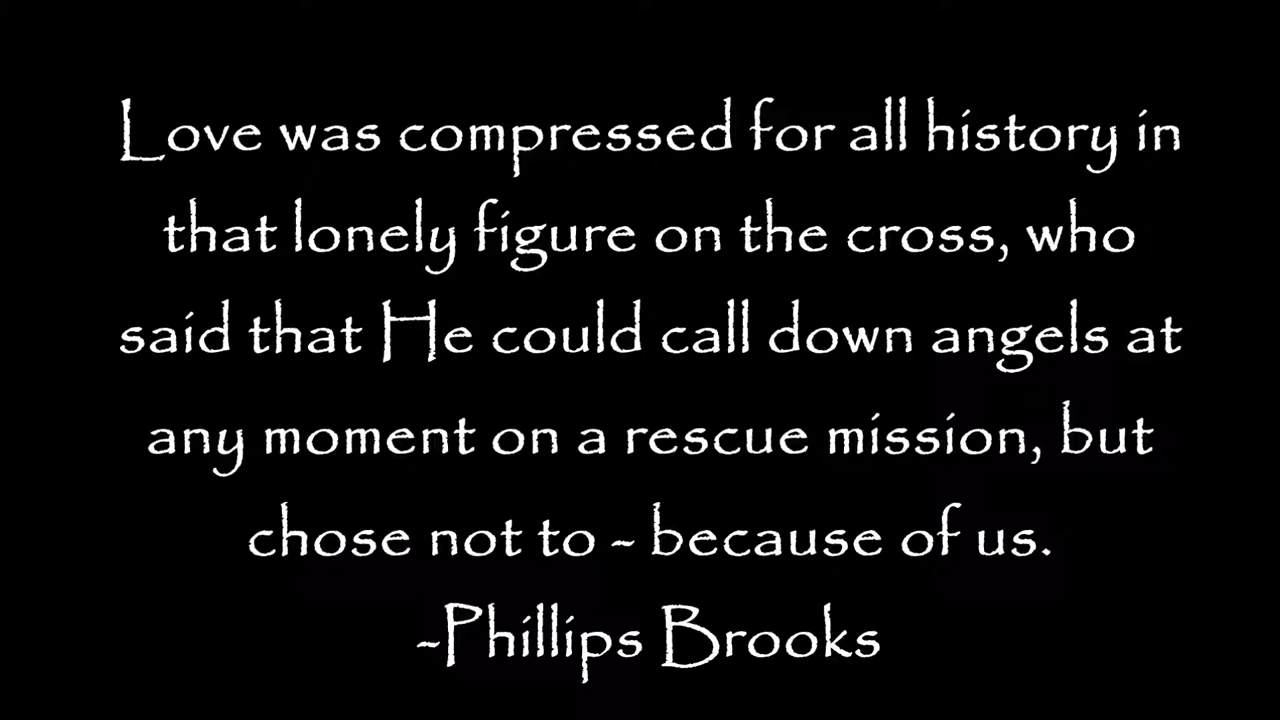 Love was compressed for all history in
that lonely figure on the cross, who
said that He could call down angels at
any moment on a rescue mission, but
chose not to - because of us.
-Phillips Brooks